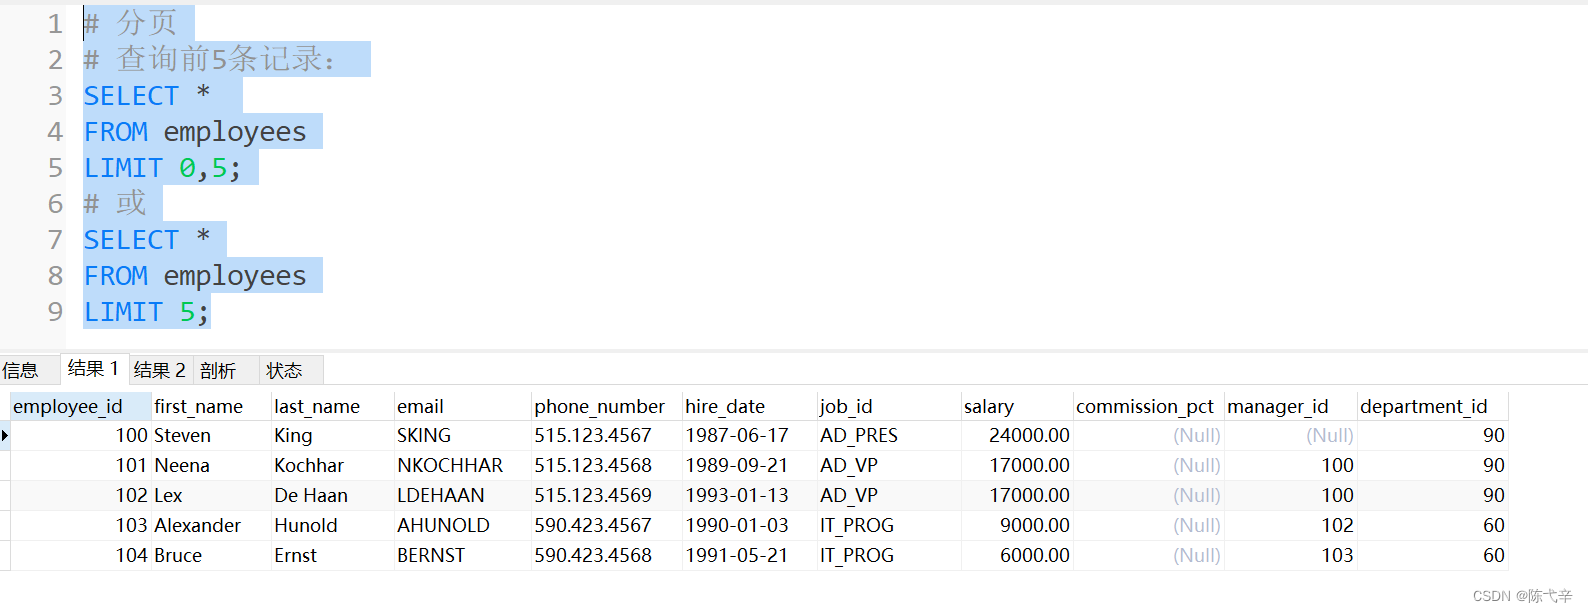 1 # 分页
2 # 查询前5条记录：
3 SELECT *
4 FROM employees
5 LIMIT 0,5;
6 # 或
7 SELECT *
8 FROM employees
9 LIMIT 5;
信息 结果 1 结果 2 剖析 状态
employee_id first_name last_name email phone_number hire_date job_id salary commission_pct manager_id department_id
100 Steven King SKING 515.123.4567 1987-06-17 AD_PRES 24000.00 (Null) (Null) 90
101 Neena Kochhar NKOCHHAR 515.123.4568 1989-09-21 AD_VP 17000.00 (Null) 100 90
102 Lex De Haan LDEHAAN 515.123.4569 1993-01-13 AD_VP 17000.00 (Null) 100 90
103 Alexander Hunold AHUNOLD 590.423.4567 1990-01-03 IT_PROG 9000.00 (Null) 102 60
104 Bruce Ernst BERNST 590.423.4568 1991-05-21 IT_PROG 6000.00 (Null) 103 60
CSDN @陈弋辛